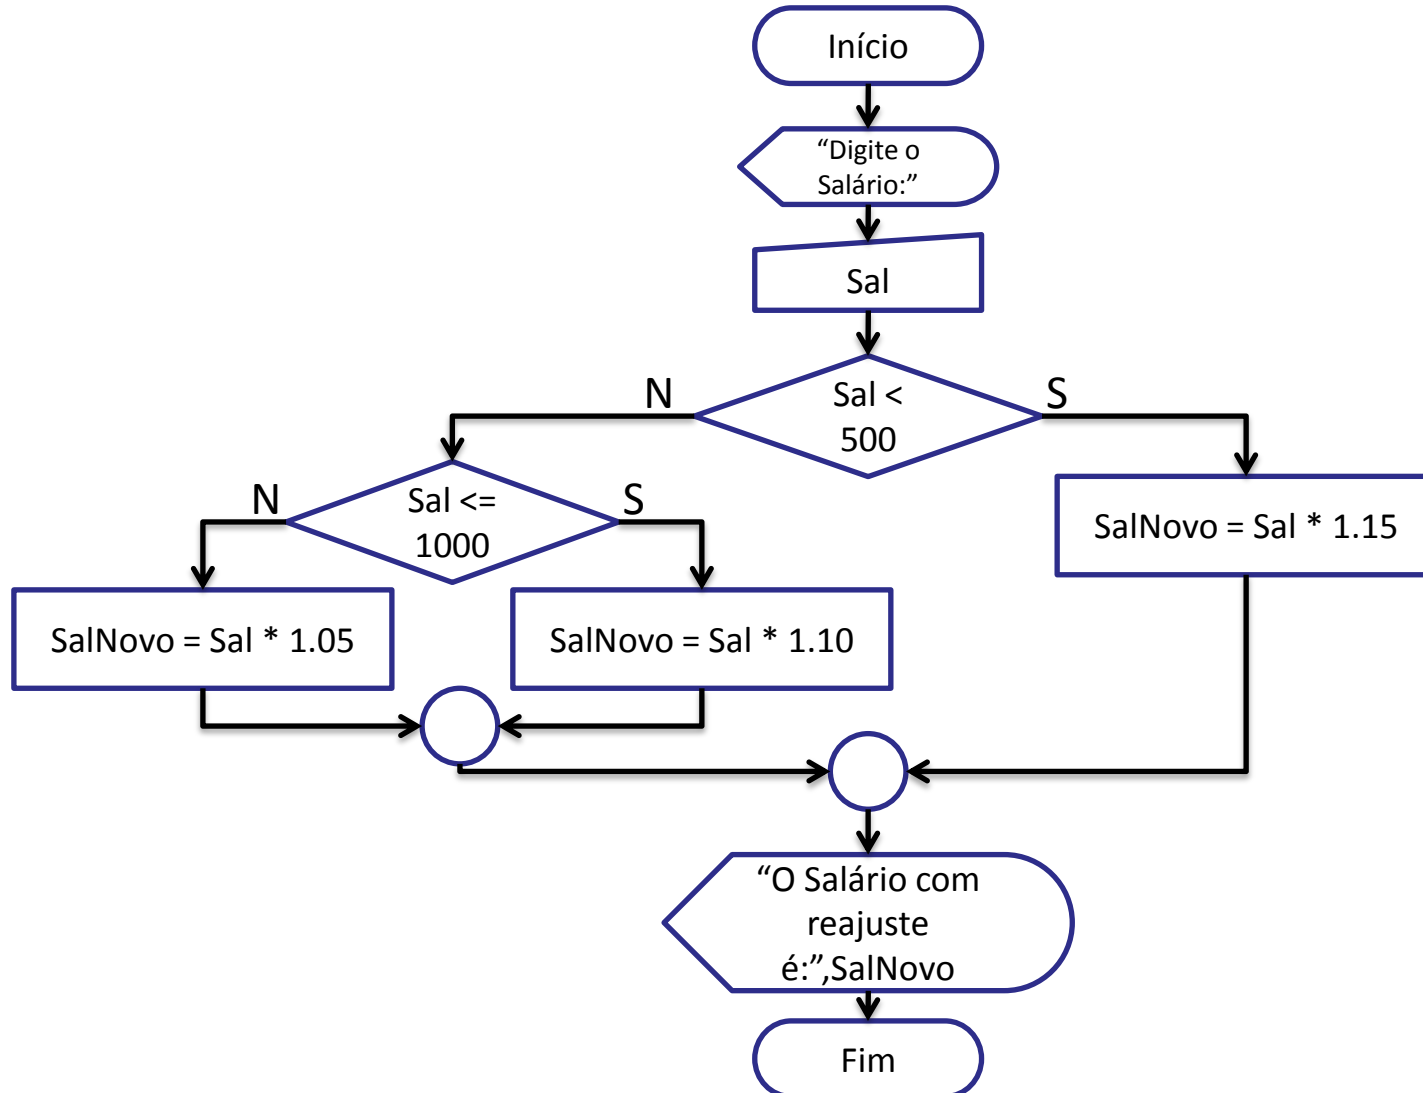 Início
“Digite o
Salário:”
Sal
N
Sal <
500
S
N
Sal <=
1000
S
SalNovo = Sal * 1.15
SalNovo = Sal * 1.05
SalNovo = Sal * 1.10
“O Salário com
reajuste
é:”,SalNovo
Fim